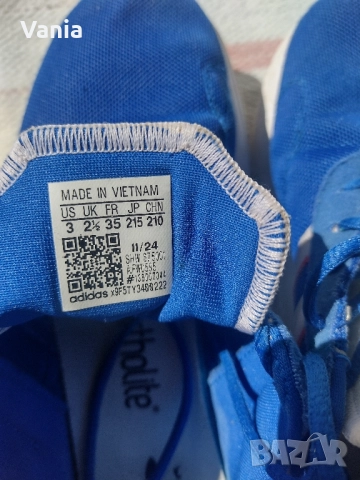 Vania
MADE IN VIETNAM
US UK FR JP CHN
3 2½ 35 215 210
11/24
adidas
ortholite
BAZAR